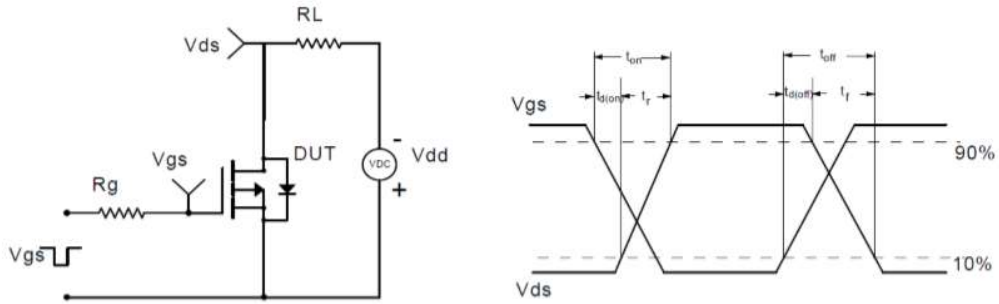 RL
Vds
Vgs
DUT
VDC
-
+
Vdd
Rg
Vgs
ton
toff
td(on)
tr
td(off)
tf
Vgs
90%
10%
Vds